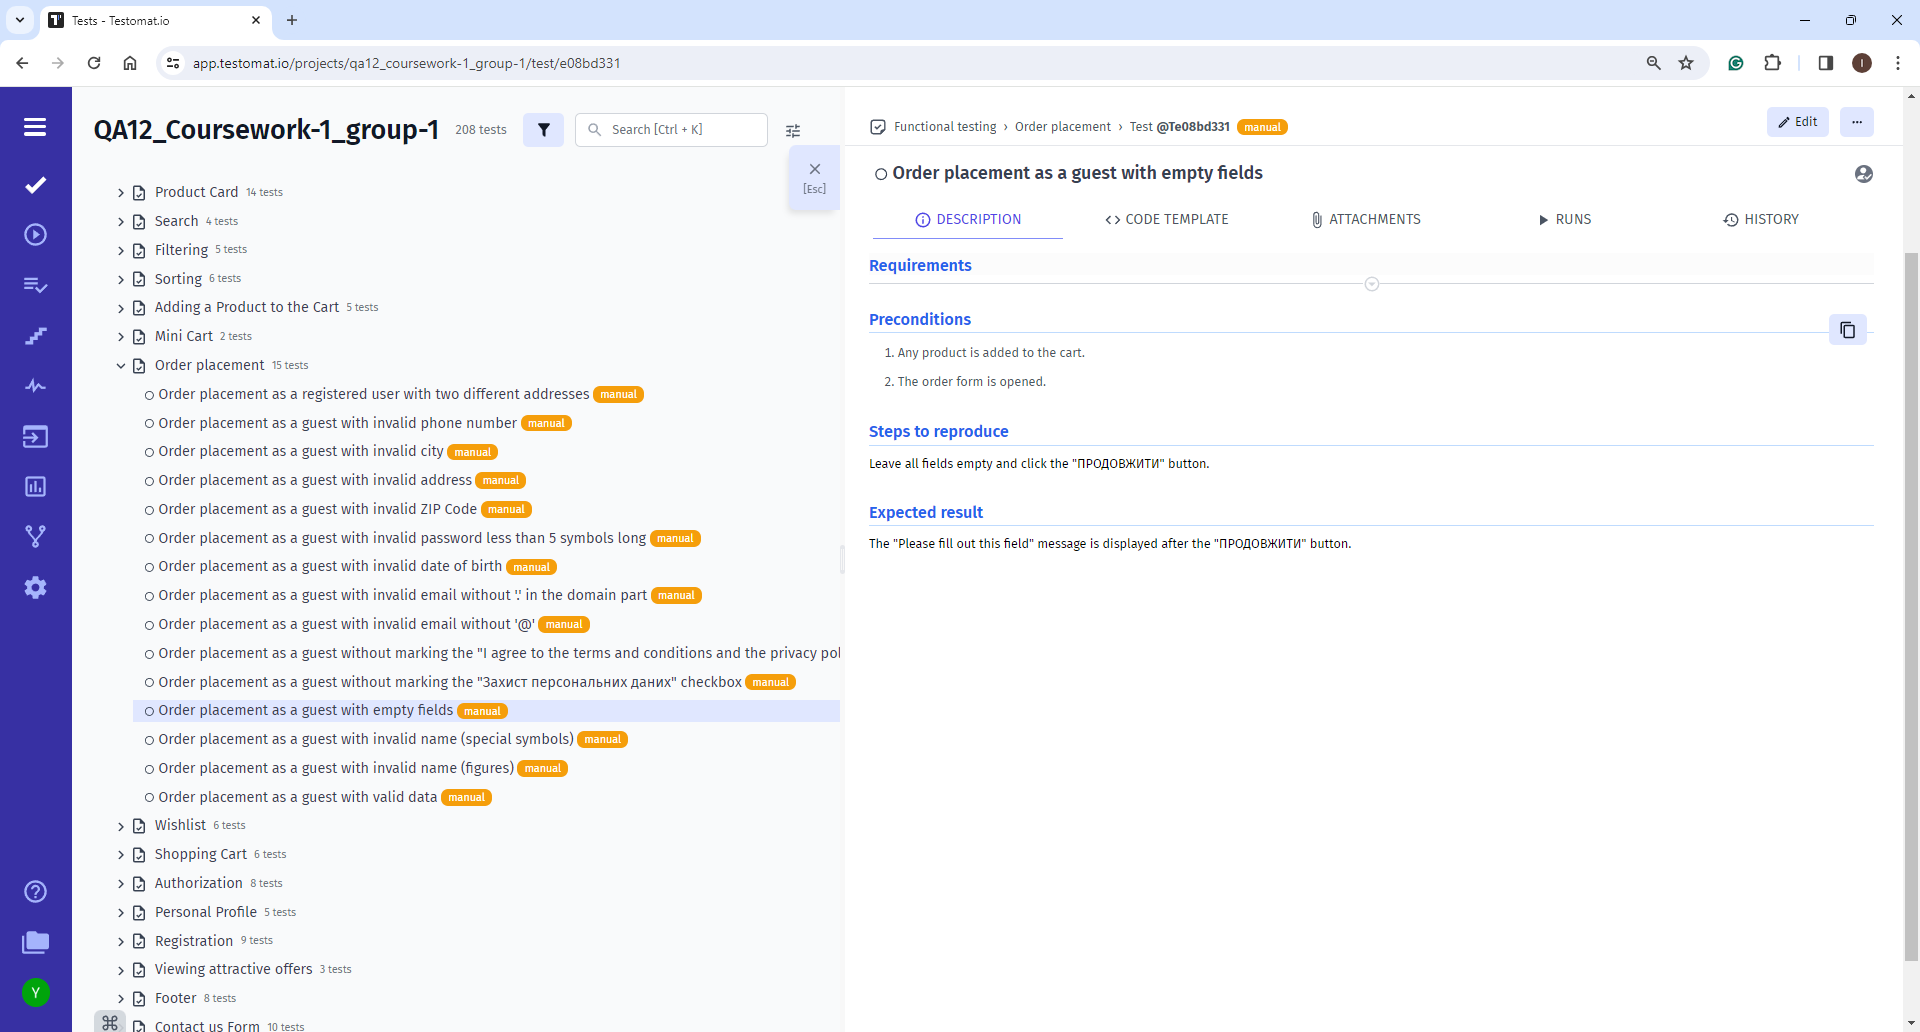 Tests - Testomat.io
app.testomat.io/projects/qa12_coursework-1_group-1/test/e08bd331
I
QA12_Coursework-1_group-1 208 tests
Search [Ctrl + K]
[Esc]
Product Card 14 tests
Search 4 tests
Filtering 5 tests
Sorting 6 tests
Adding a Product to the Cart 5 tests
Mini Cart 2 tests
Order placement 15 tests
Order placement as a registered user with two different addresses manual
Order placement as a guest with invalid phone number manual
Order placement as a guest with invalid city manual
Order placement as a guest with invalid address manual
Order placement as a guest with invalid ZIP Code manual
Order placement as a guest with invalid password less than 5 symbols long manual
Order placement as a guest with invalid date of birth manual
Order placement as a guest with invalid email without '.' in the domain part manual
Order placement as a guest with invalid email without '@' manual
Order placement as a guest without marking the "I agree to the terms and conditions and the privacy pol
Order placement as a guest without marking the "Захист персональних даних" checkbox manual
Order placement as a guest with empty fields manual
Order placement as a guest with invalid name (special symbols) manual
Order placement as a guest with invalid name (figures) manual
Order placement as a guest with valid data manual
Wishlist 6 tests
Shopping Cart 6 tests
Authorization 8 tests
Personal Profile 5 tests
Registration 9 tests
Viewing attractive offers 3 tests
Footer 8 tests
Contact us Form 10 tests
Y
Functional testing › Order placement › Test @Te08bd331 manual
Edit
Order placement as a guest with empty fields
DESCRIPTION
CODE TEMPLATE
ATTACHMENTS
RUNS
HISTORY
Requirements
Preconditions
1. Any product is added to the cart.
2. The order form is opened.
Steps to reproduce
Leave all fields empty and click the "ПРОДОВЖИТИ" button.
Expected result
The "Please fill out this field" message is displayed after the "ПРОДОВЖИТИ" button.